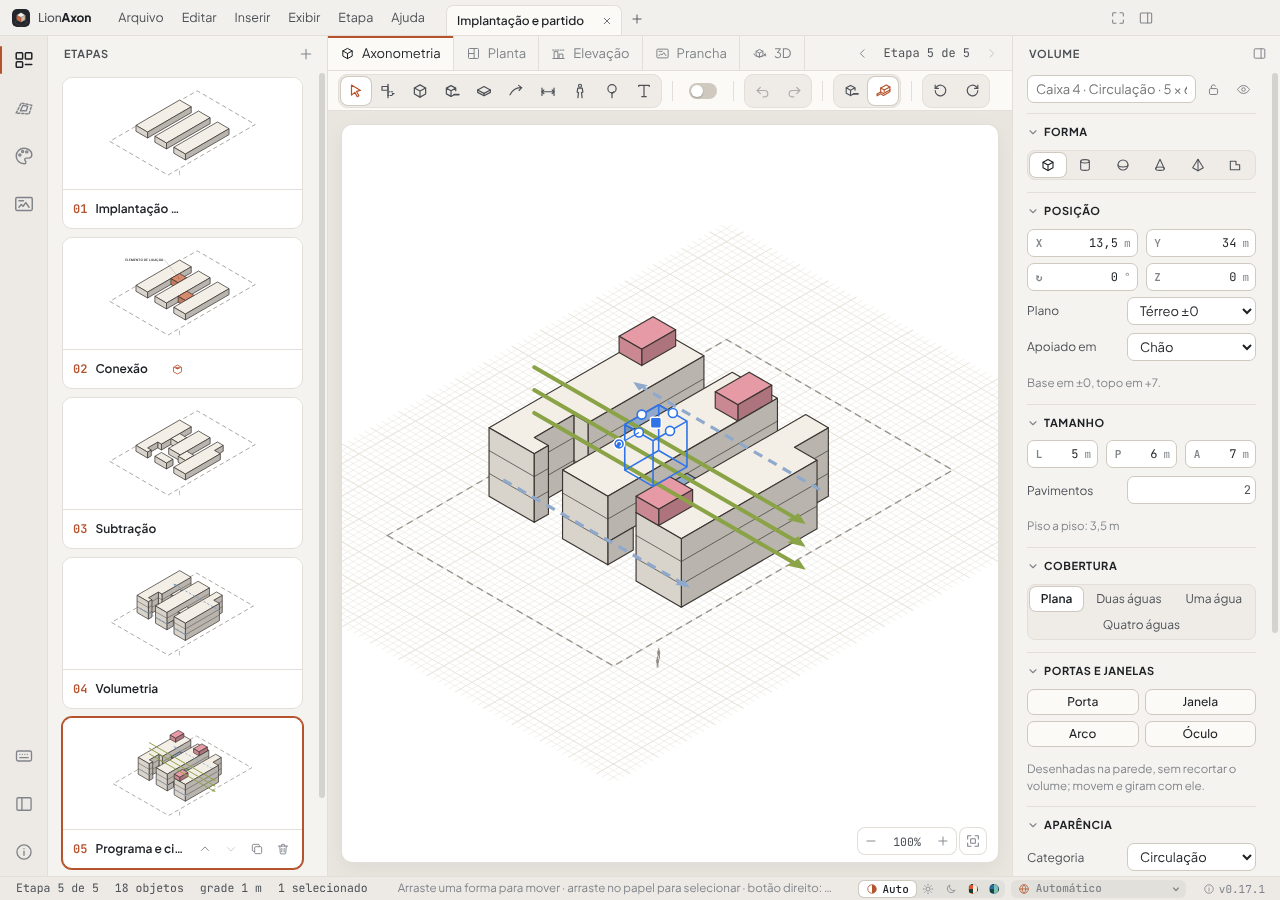 LionAxon
Arquivo
Editar
Inserir
Exibir
Etapa
Ajuda
Implantação e partido
ETAPAS
Axonometria
Planta
Elevação
Prancha
3D
Etapa 5 de 5
VOLUME
Caixa 4 · Circulação · 5 × 6
FORMA
01 Implantação …
POSIÇÃO
X 13,5 m
Y 34 m
↻ 0 °
Z 0 m
Plano
Térreo ±0
Apoiado em
Chão
Base em ±0, topo em +7.
02 Conexão
TAMANHO
L 5 m
P 6 m
A 7 m
Pavimentos
2
Piso a piso: 3,5 m
03 Subtração
COBERTURA
Plana
Duas águas
Uma água
Quatro águas
04 Volumetria
PORTAS E JANELAS
Porta
Janela
Arco
Óculo
Desenhadas na parede, sem recortar o
volume; movem e giram com ele.
APARÊNCIA
05 Programa e ci…
100%
Categoria
Circulação
Etapa 5 de 5
18 objetos
grade 1 m
1 selecionado
Arraste uma forma para mover · arraste no papel para selecionar · botão direito: …
Auto
Automático
v0.17.1